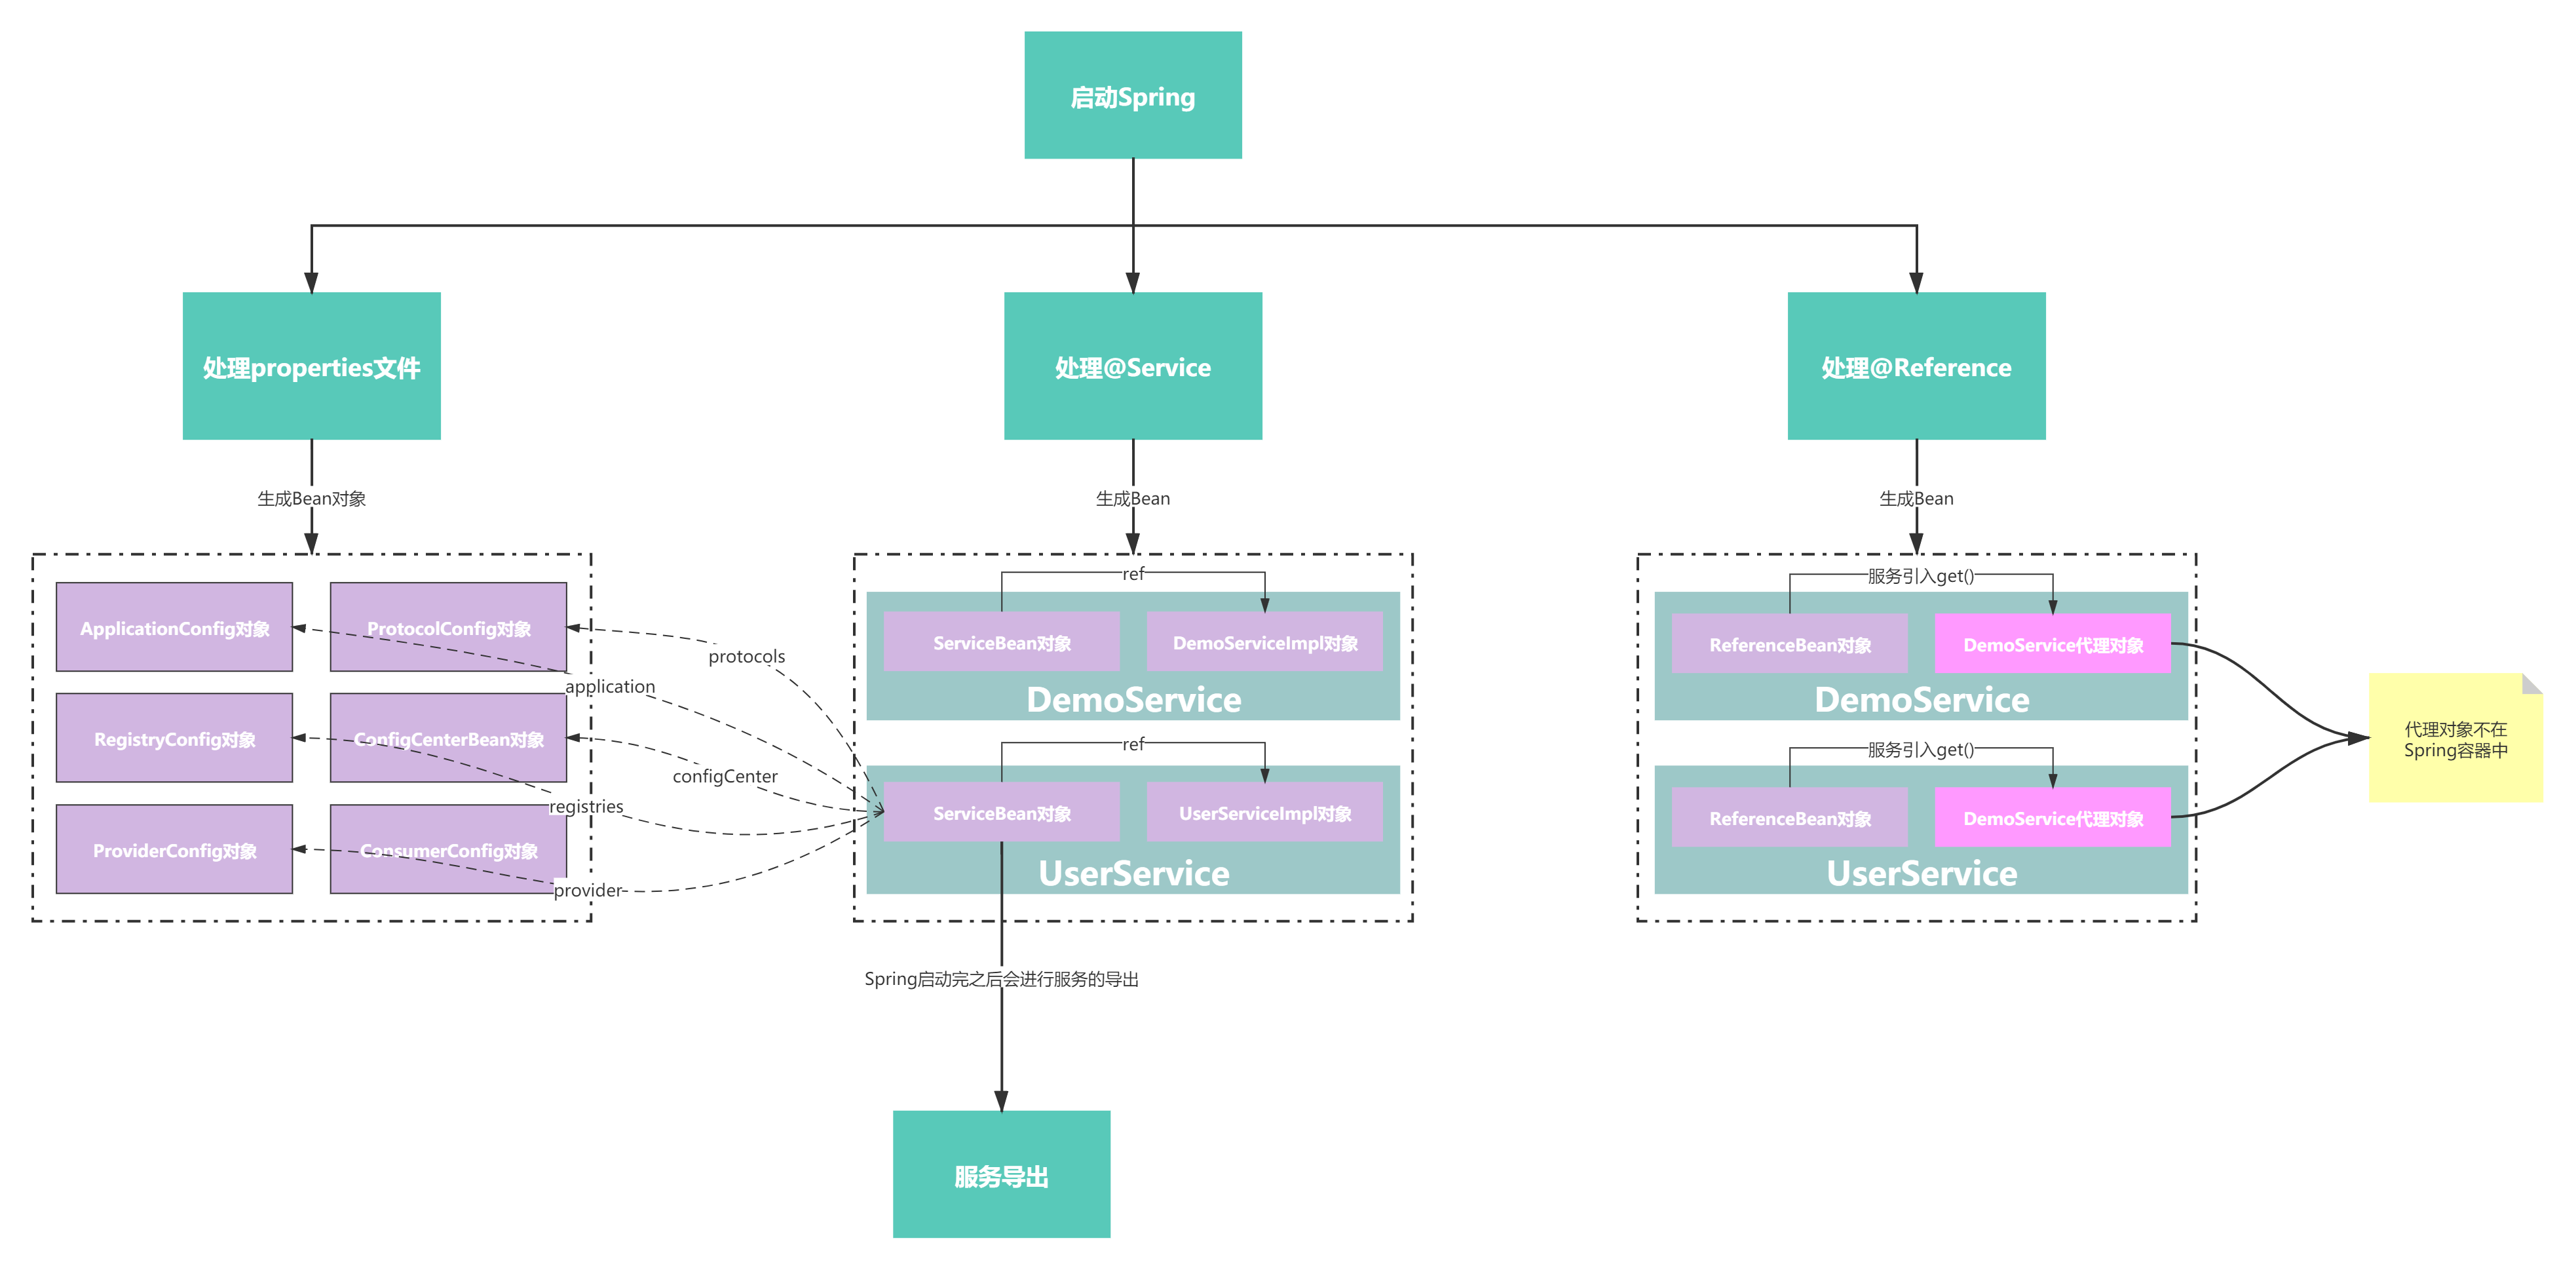 启动Spring
处理properties文件
处理@Service
处理@Reference
生成Bean对象
生成Bean
生成Bean
ApplicationConfig对象
ProtocolConfig对象
RegistryConfig对象
ConfigCenterBean对象
ProviderConfig对象
ConsumerConfig对象
protocols
application
configCenter
registries
provider
ref
ServiceBean对象
DemoServiceImpl对象
DemoService
ref
ServiceBean对象
UserServiceImpl对象
UserService
服务引入get()
ReferenceBean对象
DemoService代理对象
DemoService
服务引入get()
ReferenceBean对象
DemoService代理对象
UserService
代理对象不在
Spring容器中
Spring启动完之后会进行服务的导出
服务导出